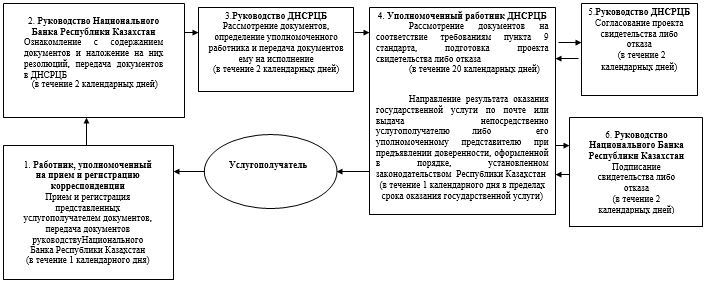 2. Руководство Национального
Банка Республики Казахстан
Ознакомление с содержанием
документов и наложение на них
резолюций, передача документов
в ДНСРЦБ
(в течение 2 календарных дней)
3.Руководство ДНСРЦБ
Рассмотрение документов,
определение уполномоченного
работника и передача документов
ему на исполнение
(в течение 2 календарных дней)
4. Уполномоченный работник ДНСРЦБ
Рассмотрение документов на
соответствие требованиям пункта 9
стандарта, подготовка проекта
свидетельства либо отказа
(в течение 20 календарных дней)
Направление результата оказания
государственной услуги по почте или
выдача непосредственно
услугополучателю либо его
уполномоченному представителю при
предъявлении доверенности, оформленной
в порядке, установленном
законодательством Республики Казахстан
(в течение 1 календарного дня в пределах
срока оказания государственной услуги)
5.Руководство ДНСРЦБ
Согласование проекта
свидетельства либо
отказа
(в течение 2
календарных дней)
6. Руководство
Национального Банка
Республики Казахстан
Подписание
свидетельства либо
отказа
(в течение 2
календарных дней)
Услугополучатель
1. Работник, уполномоченный
на прием и регистрацию
корреспонденции
Прием и регистрация
представленных
услугополучателем документов,
передача документов
руководствуНационального
Банка Республики Казахстан
(в течение 1 календарного дня)